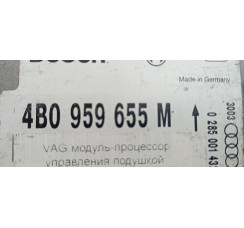 BOSCH
Made in Germany
4B0 959 655 M
VAG модуль-процессор
управления подушкой
3003
0 285 001 43